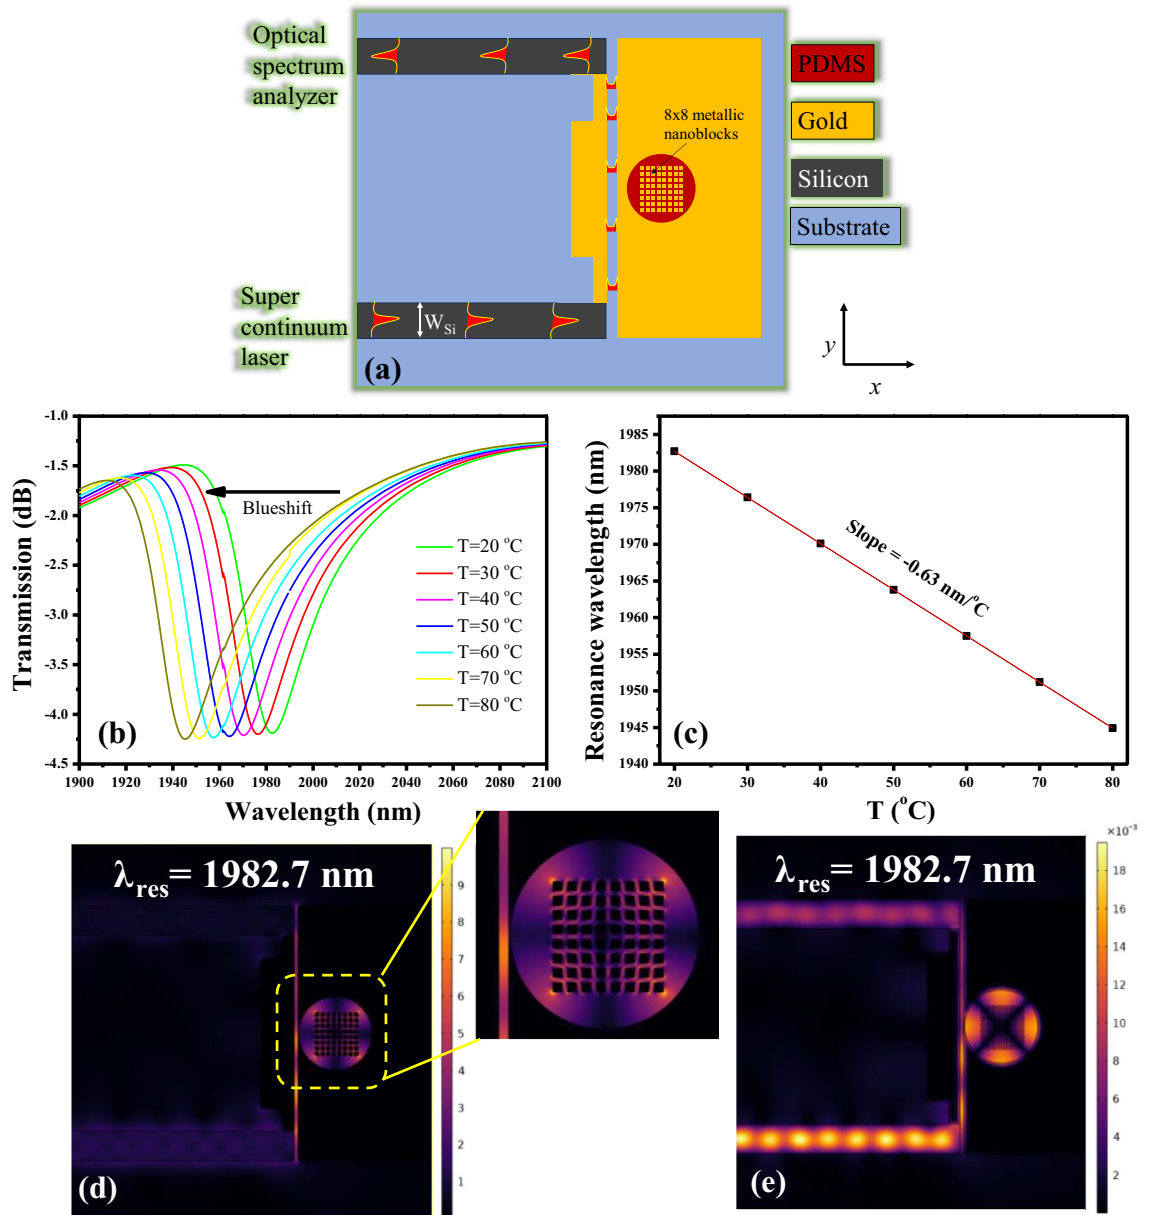 Optical
spectrum
analyzer
PDMS
Gold
Silicon
Substrate
8x8 metallic
nanoblocks
Super
continuum
laser
W_Si
(a)
y
x
-1.0
-1.5
-2.0
-2.5
-3.0
-3.5
-4.0
-4.5
Transmission (dB)
Blueshift
T=20 °C
T=30 °C
T=40 °C
T=50 °C
T=60 °C
T=70 °C
T=80 °C
(b)
1900 1920 1940 1960 1980 2000 2020 2040 2060 2080 2100
Wavelength (nm)
1985
1980
1975
1970
1965
1960
1955
1950
1945
1940
Resonance wavelength (nm)
Slope = -0.63 nm/°C
(c)
20 30 40 50 60 70 80
T (°C)
λres= 1982.7 nm
9
8
7
6
5
4
3
2
1
(d)
λres= 1982.7 nm
×10⁻³
18
16
14
12
10
8
6
4
2
(e)